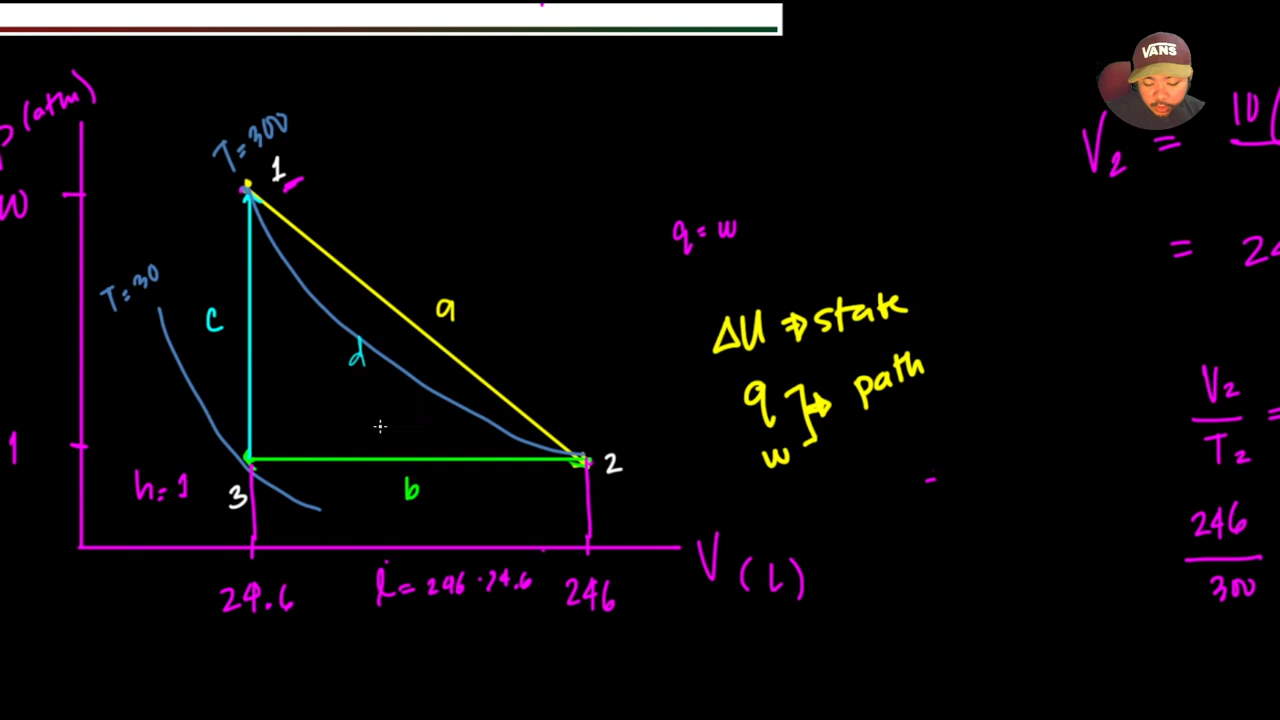 P(atm)
T=300
1
10
T=30
c
a
d
1
h=1
3
b
2
24.6
l=246-24.6
246
V (L)
q=w
ΔU ⇒ state
q
w
path
V₂ = 10(
= 24
V₂
T₂ =
246
300
VANS